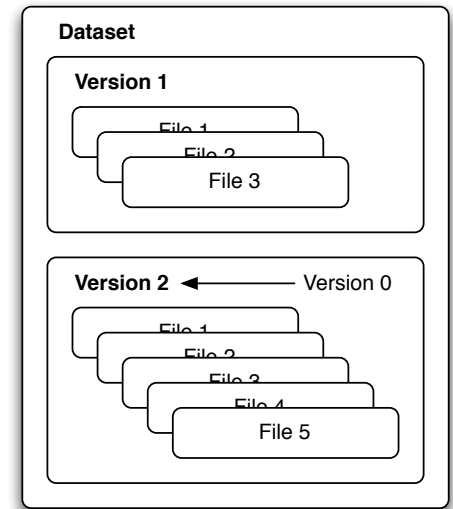 Dataset
Version 1
File 1
File 2
File 3
Version 2 Version 0
File 1
File 2
File 3
File 4
File 5